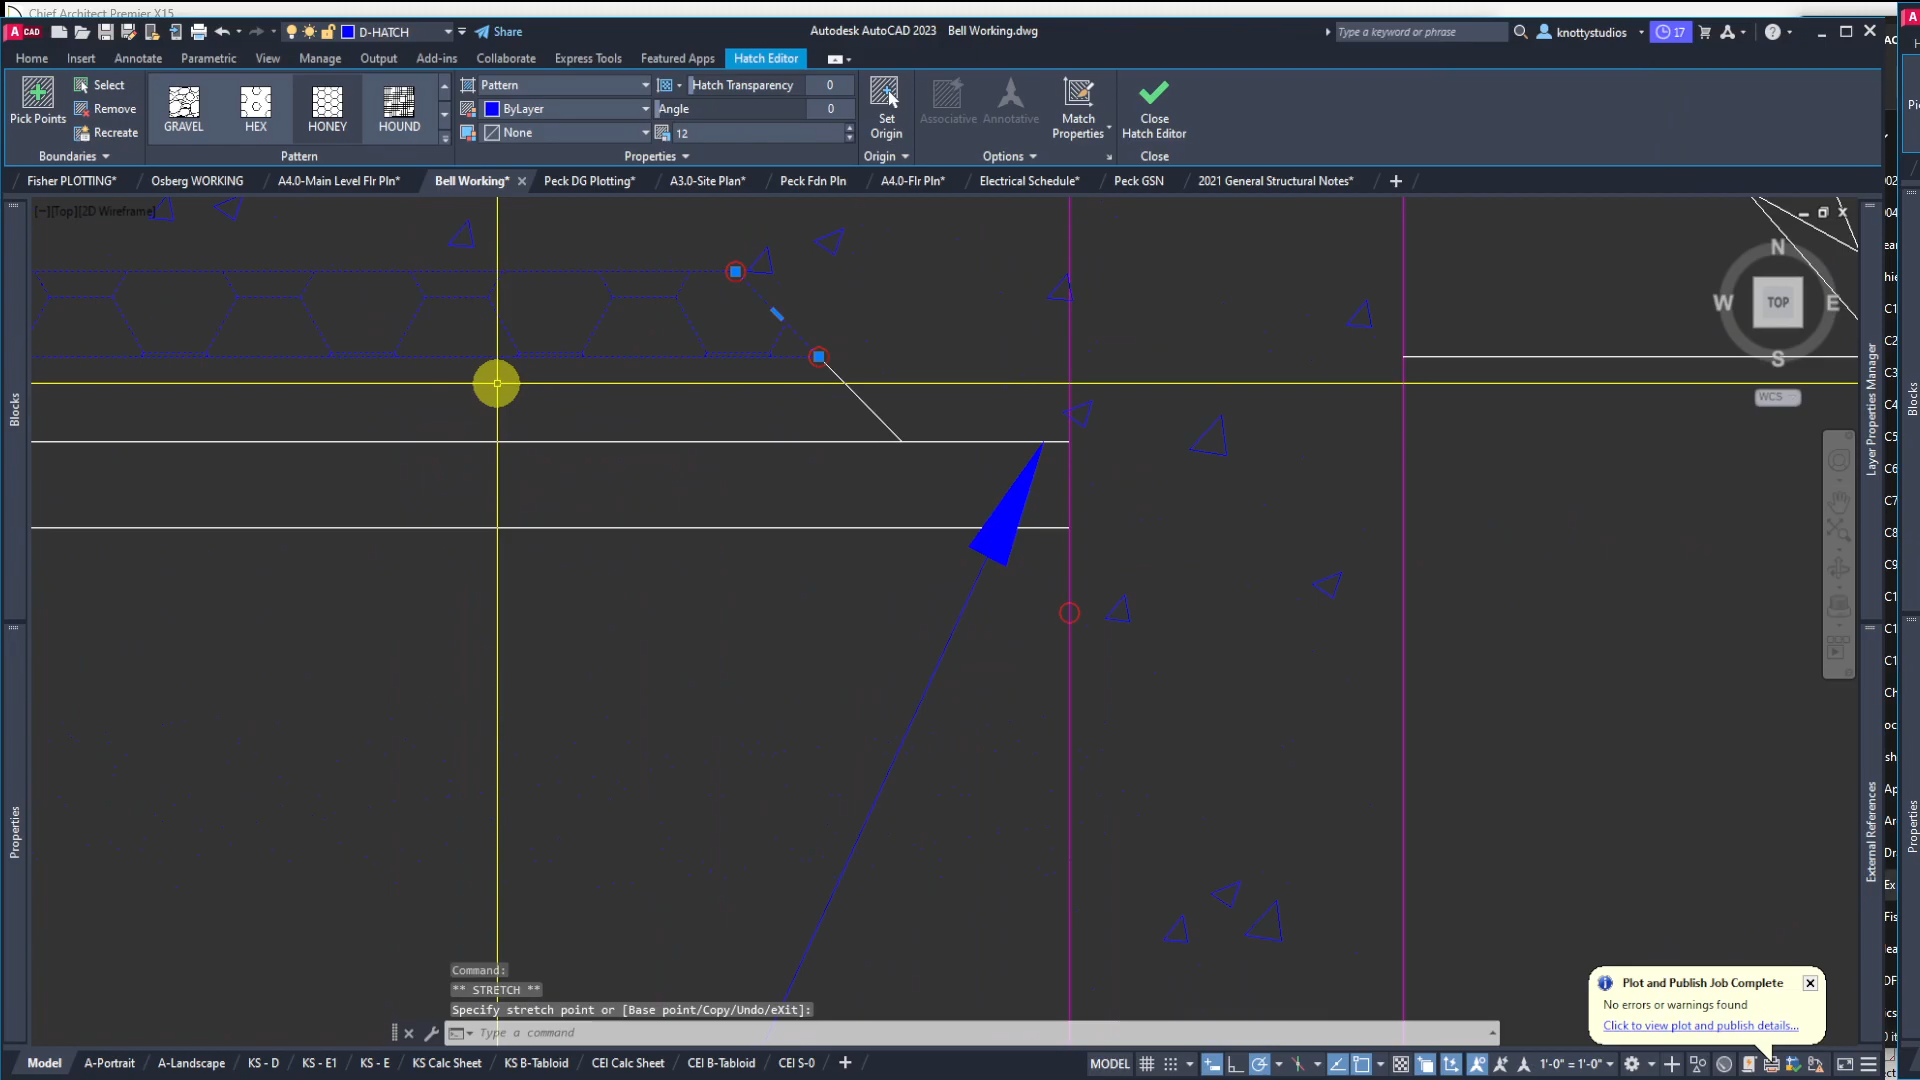 Chief Architect Premier X15
A CAD
D-HATCH
Share
Autodesk AutoCAD 2023 Bell Working.dwg
Type a keyword or phrase
knottystudios
17
Home Insert Annotate Parametric View Manage Output Add-ins Collaborate Express Tools Featured Apps Hatch Editor
Pick Points
Select
Remove
Recreate
Boundaries
GRAVEL HEX HONEY HOUND
Pattern
Pattern
ByLayer
None
Hatch Transparency 0
Angle 0
12
Properties
Set
Origin
Origin
Associative
Annotative
Match
Properties
Options
Close
Hatch Editor
Close
Fisher PLOTTING* Osberg WORKING A4.0-Main Level Flr Pln* Bell Working* Peck DG Plotting* A3.0-Site Plan* Peck Fdn Pln A4.0-Flr Pln* Electrical Schedule* Peck GSN 2021 General Structural Notes*
[−][Top][2D Wireframe]
N
W TOP E
S
WCS
Blocks
Properties
Layer Properties Manager
External References
Blocks
Properties
Command:
** STRETCH **
Specify stretch point or [Base point/Copy/Undo/eXit]:
Type a command
Plot and Publish Job Complete
No errors or warnings found
Click to view plot and publish details...
Model A-Portrait A-Landscape KS - D KS - E1 KS - E KS Calc Sheet KS B-Tabloid CEI Calc Sheet CEI B-Tabloid CEI S-0
MODEL
1'-0" = 1'-0"